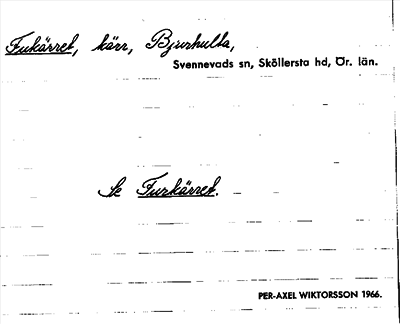 Fukärret, kärr, Bjurhulta,
Svennevads sn, Sköllersta hd, Ör. län.
Se Furkärret.
PER-AXEL WIKTORSSON 1966.